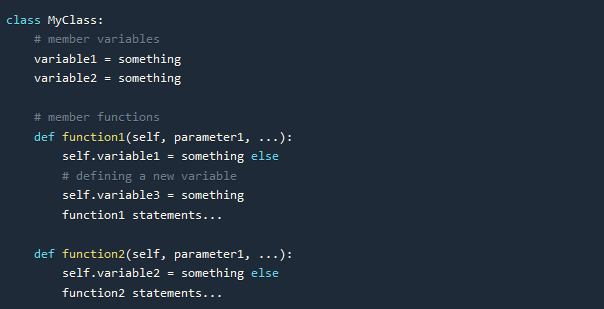 class MyClass:
    # member variables
    variable1 = something
    variable2 = something

    # member functions
    def function1(self, parameter1, ...):
        self.variable1 = something else
        # defining a new variable
        self.variable3 = something
        function1 statements...

    def function2(self, parameter1, ...):
        self.variable2 = something else
        function2 statements...